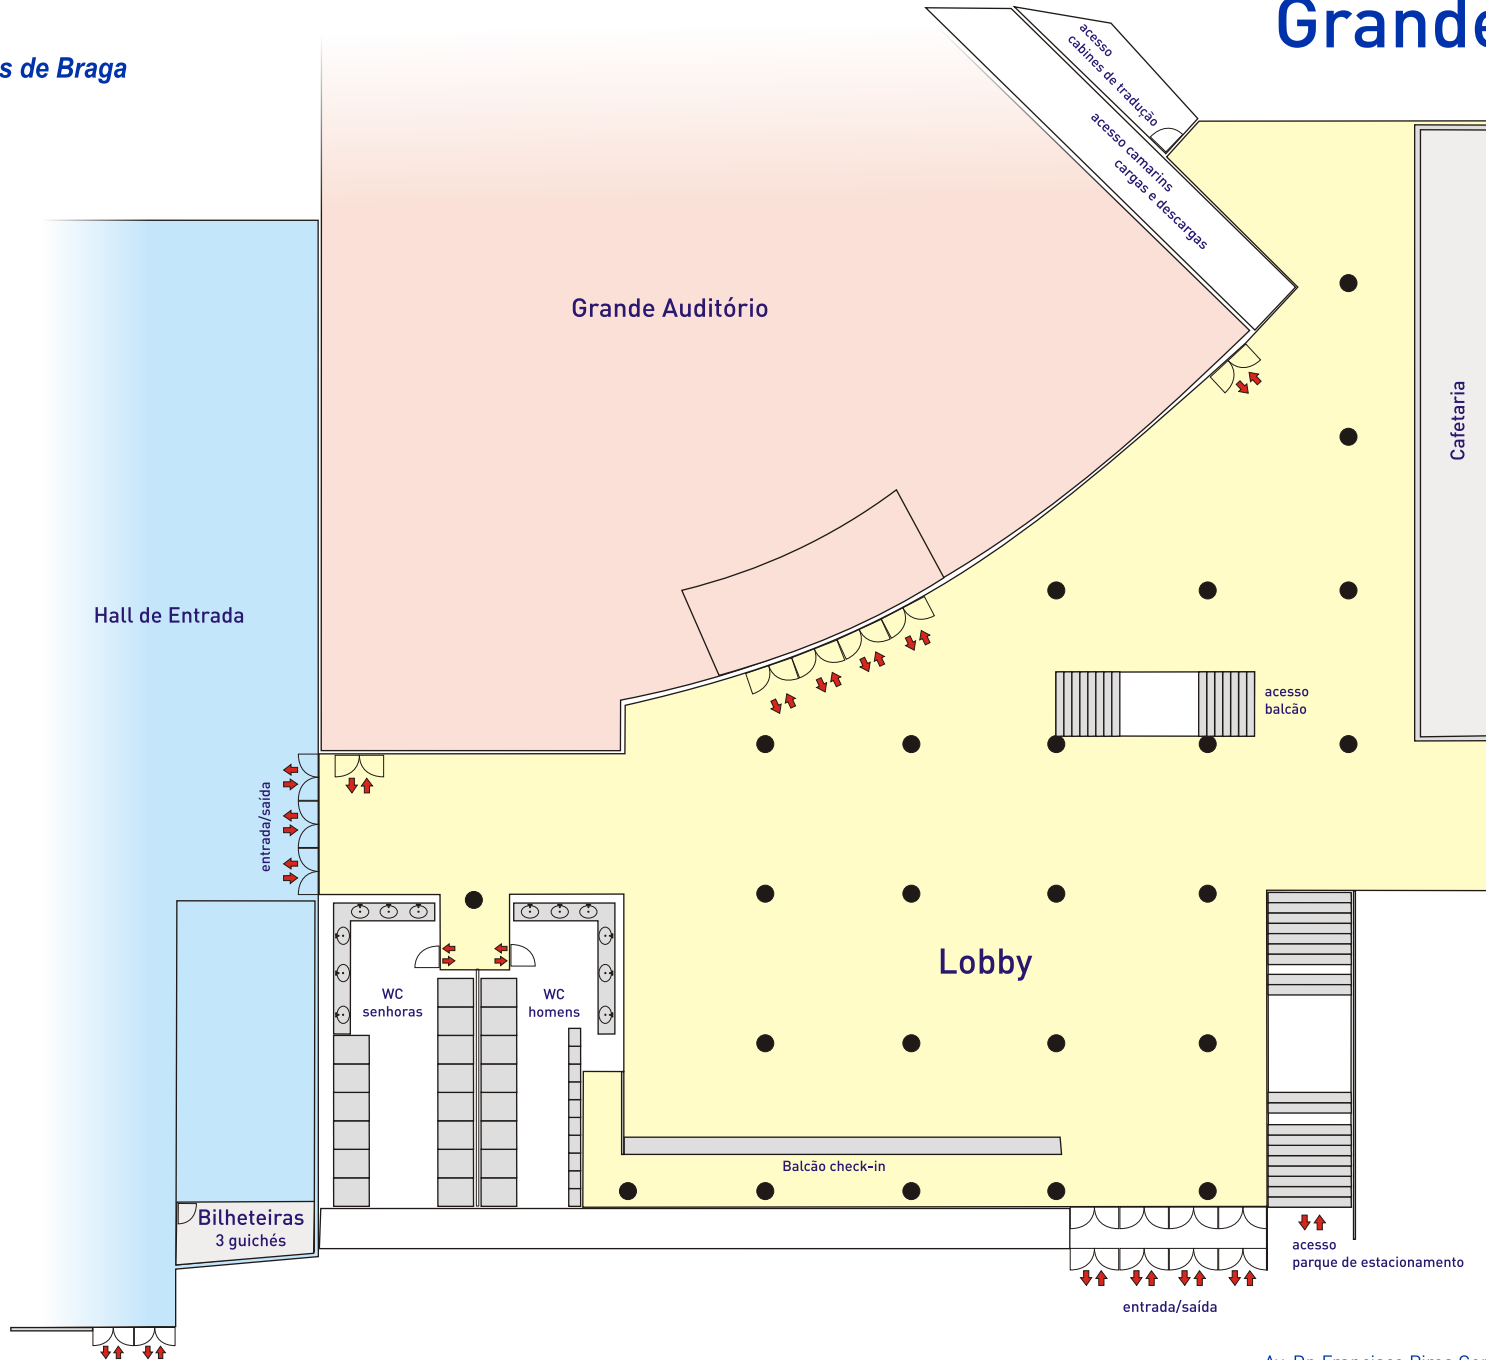 Grande
s de Braga
acesso
cabines de tradução
acesso camarins
cargas e descargas
Grande Auditório
Cafetaria
Hall de Entrada
acesso
balcão
entrada/saída
Lobby
WC
senhoras
WC
homens
Balcão check-in
Bilheteiras
3 guichés
acesso
parque de estacionamento
entrada/saída